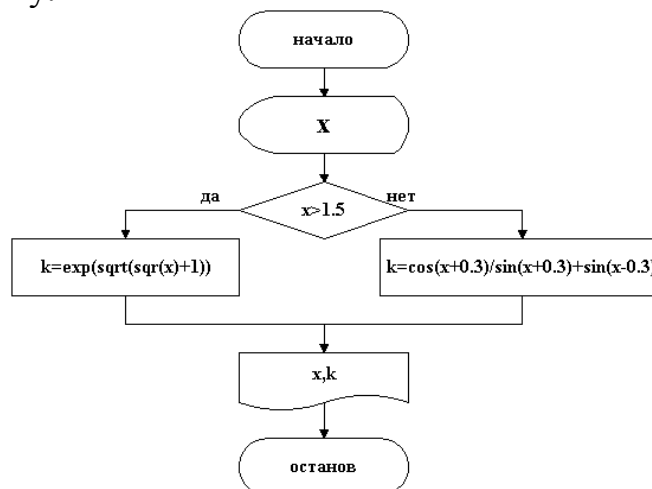 начало
X
да
нет
x>1.5
k=exp(sqrt(sqr(x)+1))
k=cos(x+0.3)/sin(x+0.3)+sin(x-0.3)
x,k
останов